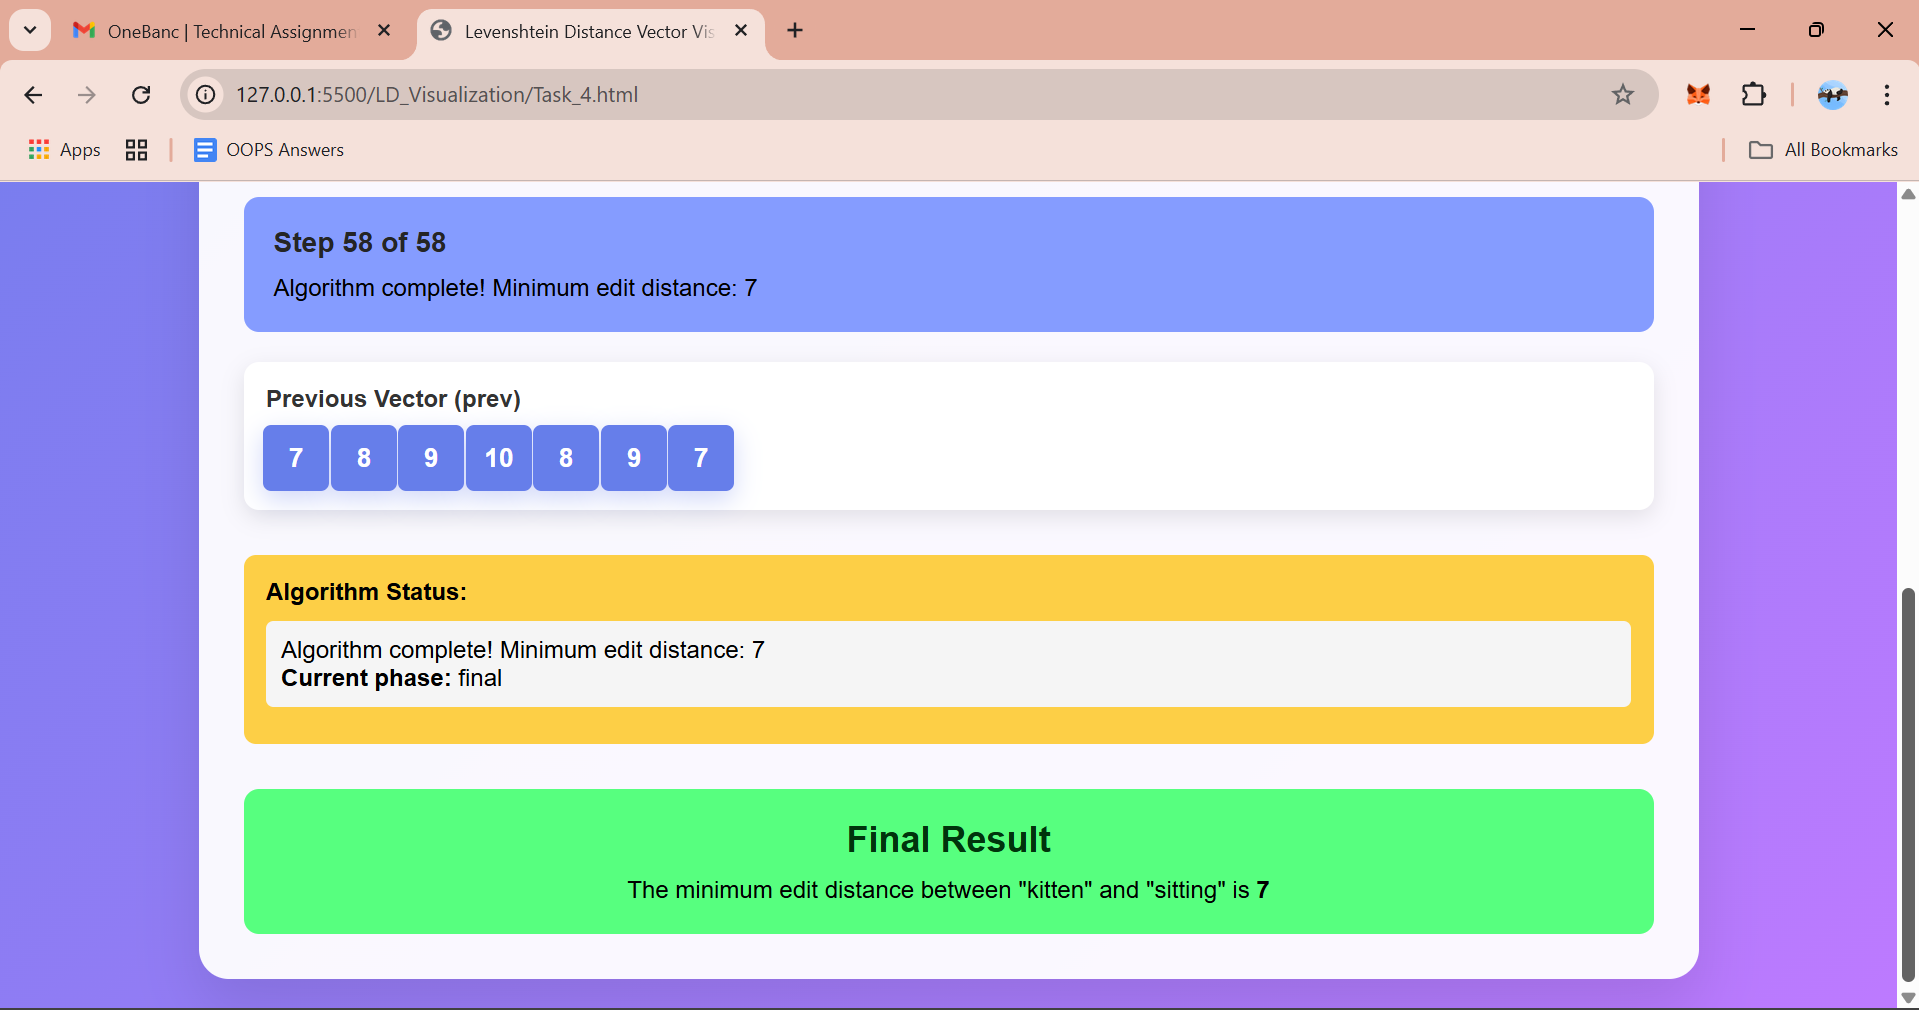 OneBanc | Technical Assignmen
Levenshtein Distance Vector Vis
127.0.0.1:5500/LD_Visualization/Task_4.html
Apps
OOPS Answers
All Bookmarks
Step 58 of 58
Algorithm complete! Minimum edit distance: 7
Previous Vector (prev)
7 8 9 10 8 9 7
Algorithm Status:
Algorithm complete! Minimum edit distance: 7
Current phase: final
Final Result
The minimum edit distance between "kitten" and "sitting" is 7